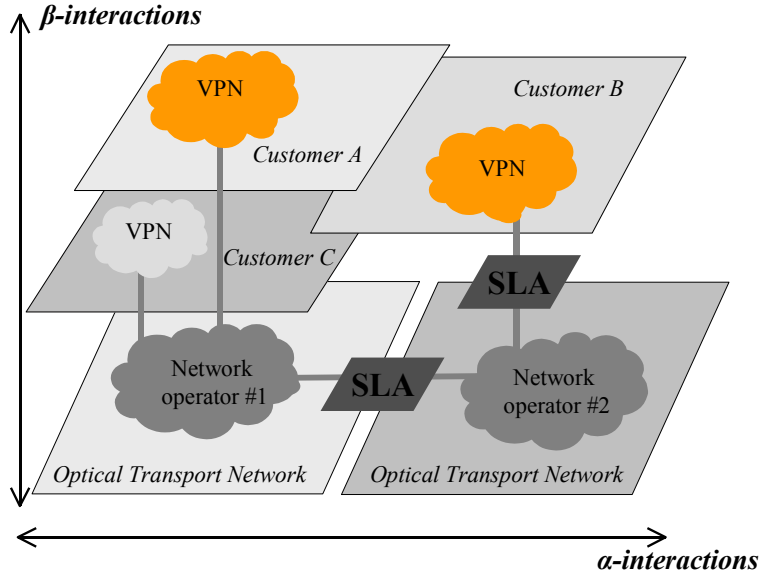 β-interactions
VPN
Customer A
Customer B
VPN
VPN
Customer C
SLA
Network
operator #1
SLA
Network
operator #2
Optical Transport Network
Optical Transport Network
α-interactions